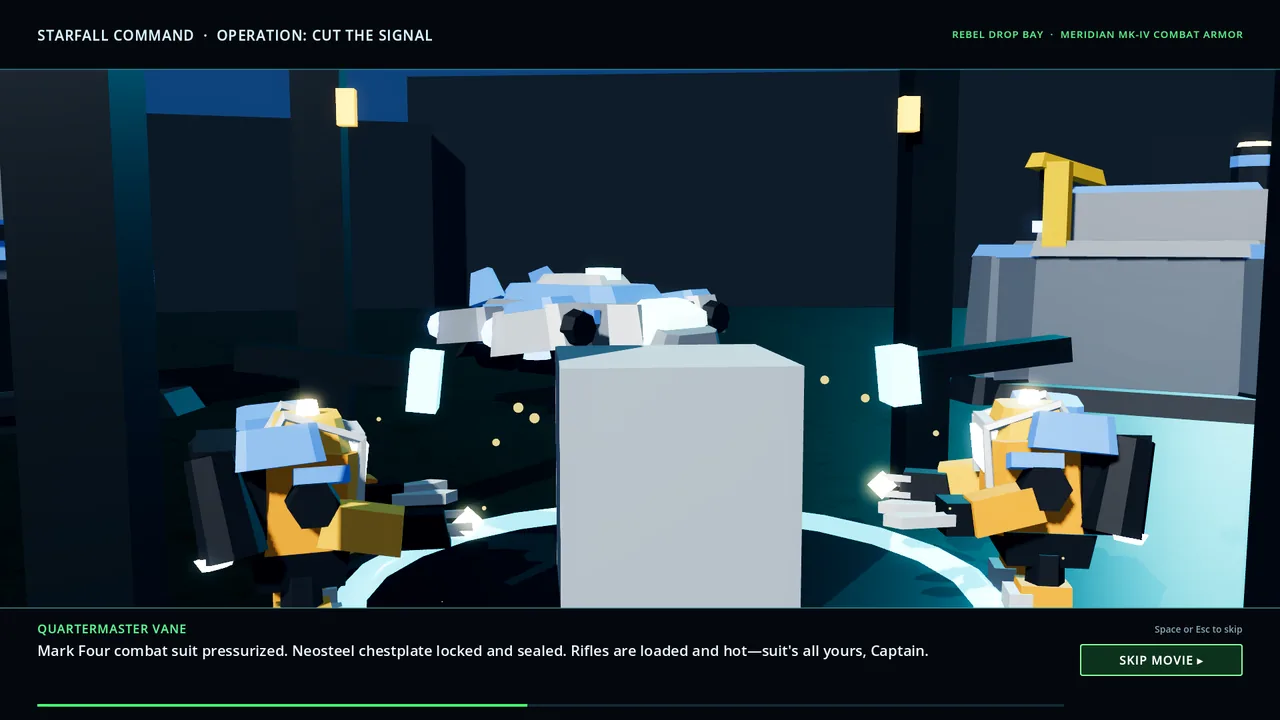 STARFALL COMMAND · OPERATION: CUT THE SIGNAL
REBEL DROP BAY · MERIDIAN MK-IV COMBAT ARMOR
QUARTERMASTER VANE
Mark Four combat suit pressurized. Neosteel chestplate locked and sealed. Rifles are loaded and hot—suit's all yours, Captain.
Space or Esc to skip
SKIP MOVIE ▸